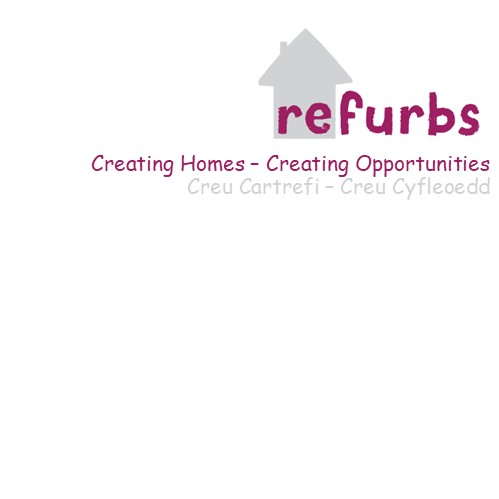 refurbs
Creating Homes – Creating Opportunities
Creu Cartrefi – Creu Cyfleoedd